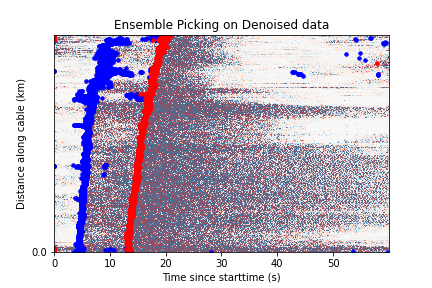 Ensemble Picking on Denoised data
Distance along cable (km)
0.0
0 10 20 30 40 50
Time since starttime (s)